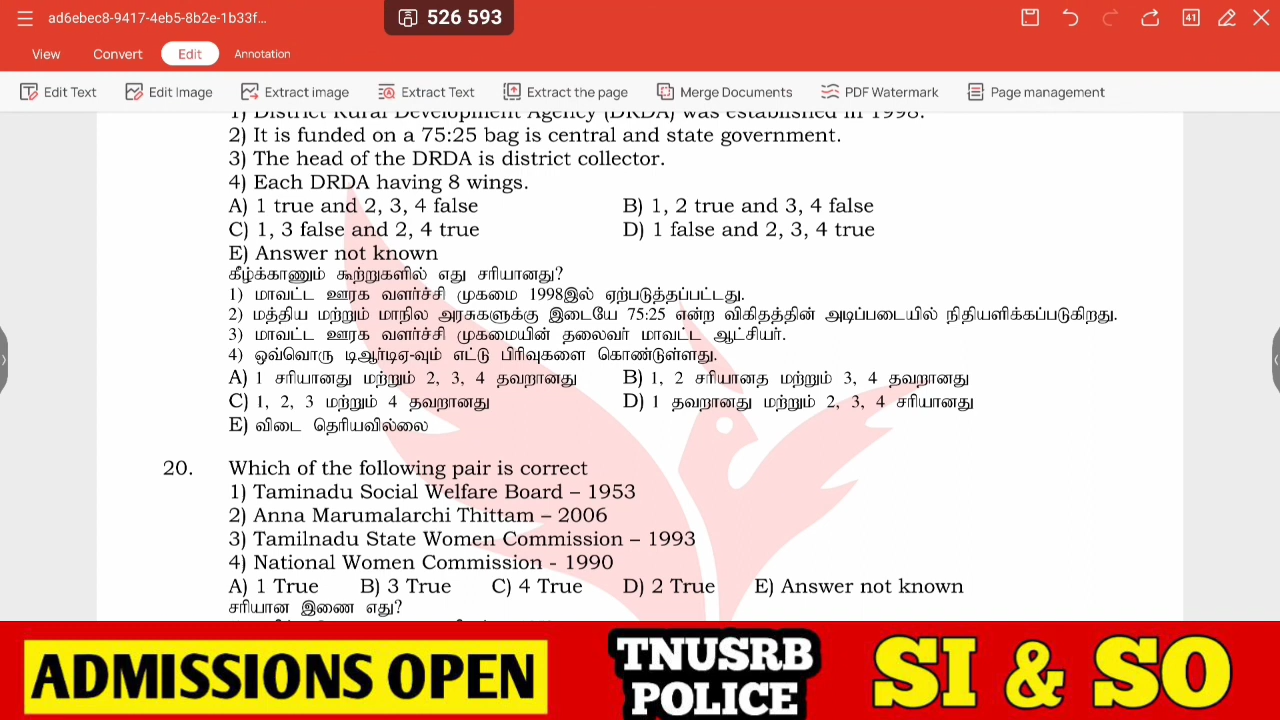 ad6ebec8-9417-4eb5-8b2e-1b33f...
526 593
41
View Convert Edit Annotation
Edit Text Edit Image Extract image Extract Text Extract the page Merge Documents PDF Watermark Page management
1) District Rural Development Agency (DRDA) was established in 1998.
2) It is funded on a 75:25 bag is central and state government.
3) The head of the DRDA is district collector.
4) Each DRDA having 8 wings.
A) 1 true and 2, 3, 4 false B) 1, 2 true and 3, 4 false
C) 1, 3 false and 2, 4 true D) 1 false and 2, 3, 4 true
E) Answer not known
கீழ்க்காணும் கூற்றுகளில் எது சரியானது?
1) மாவட்ட ஊரக வளர்ச்சி முகமை 1998இல் ஏற்படுத்தப்பட்டது.
2) மத்திய மற்றும் மாநில அரசுகளுக்கு இடையே 75:25 என்ற விகிதத்தின் அடிப்படையில் நிதியளிக்கப்படுகிறது.
3) மாவட்ட ஊரக வளர்ச்சி முகமையின் தலைவர் மாவட்ட ஆட்சியர்.
4) ஒவ்வொரு டிஆர்டிஏ-வும் எட்டு பிரிவுகளை கொண்டுள்ளது.
A) 1 சரியானது மற்றும் 2, 3, 4 தவறானது B) 1, 2 சரியானத மற்றும் 3, 4 தவறானது
C) 1, 2, 3 மற்றும் 4 தவறானது D) 1 தவறானது மற்றும் 2, 3, 4 சரியானது
E) விடை தெரியவில்லை
20. Which of the following pair is correct
1) Taminadu Social Welfare Board – 1953
2) Anna Marumalarchi Thittam – 2006
3) Tamilnadu State Women Commission – 1993
4) National Women Commission - 1990
A) 1 True B) 3 True C) 4 True D) 2 True E) Answer not known
சரியான இணை எது?
ADMISSIONS OPEN TNUSRB POLICE SI & SO